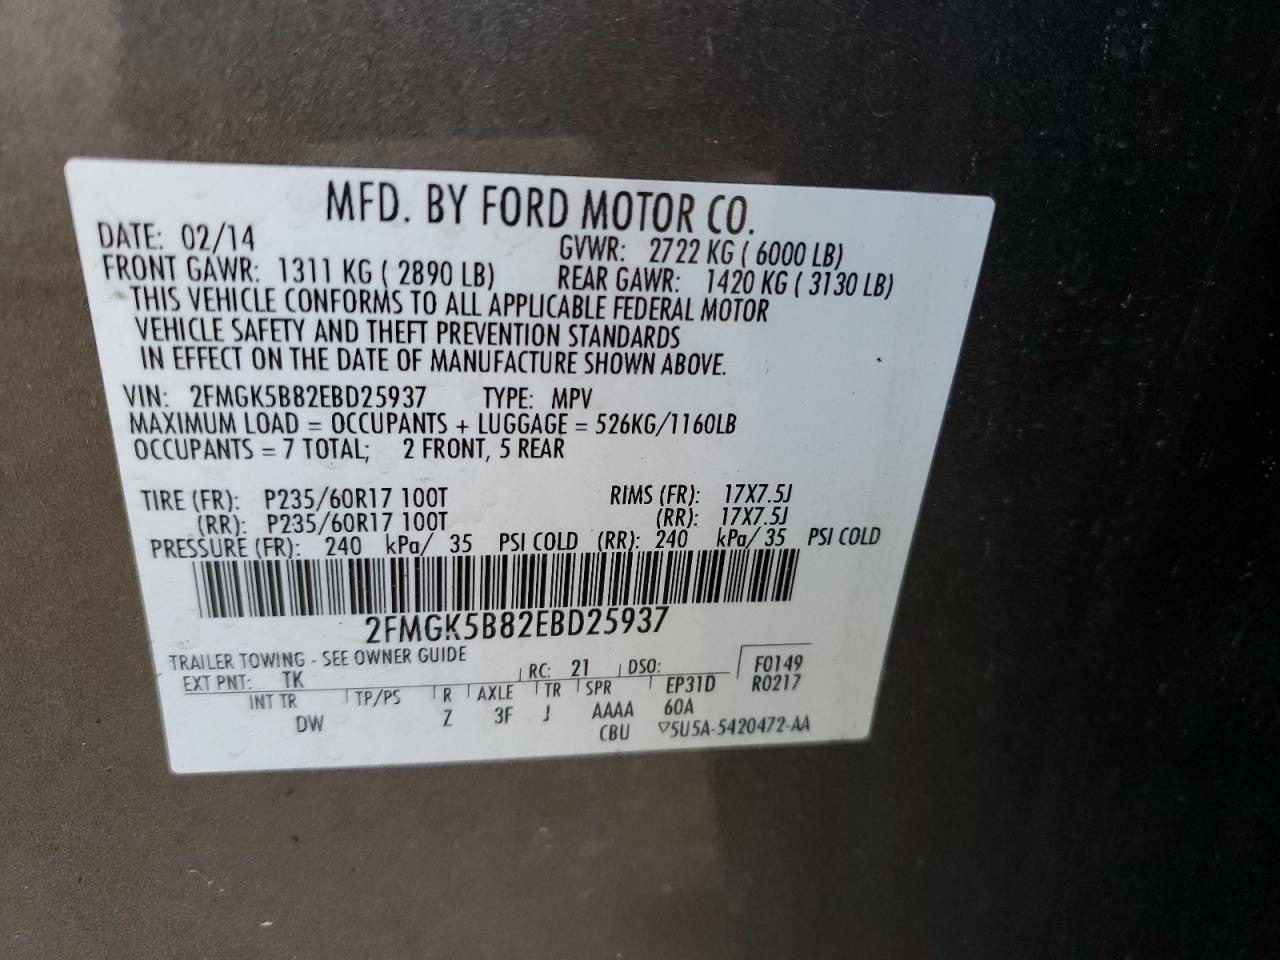 MFD. BY FORD MOTOR CO.
DATE: 02/14 GVWR: 2722 KG ( 6000 LB)
FRONT GAWR: 1311 KG ( 2890 LB) REAR GAWR: 1420 KG ( 3130 LB)
THIS VEHICLE CONFORMS TO ALL APPLICABLE FEDERAL MOTOR
VEHICLE SAFETY AND THEFT PREVENTION STANDARDS
IN EFFECT ON THE DATE OF MANUFACTURE SHOWN ABOVE.
VIN: 2FMGK5B82EBD25937 TYPE: MPV
MAXIMUM LOAD = OCCUPANTS + LUGGAGE = 526KG/1160LB
OCCUPANTS = 7 TOTAL; 2 FRONT, 5 REAR
TIRE (FR): P235/60R17 100T RIMS (FR): 17X7.5J
(RR): P235/60R17 100T (RR): 17X7.5J
PRESSURE (FR): 240 kPa/ 35 PSI COLD (RR): 240 kPa/ 35 PSI COLD
2FMGK5B82EBD25937
TRAILER TOWING - SEE OWNER GUIDE
EXT PNT: TK RC: 21 DSO: F0149
INT TR TP/PS R AXLE TR SPR EP31D R0217
DW Z 3F J AAAA 60A
CBU ▽5U5A-5420472-AA